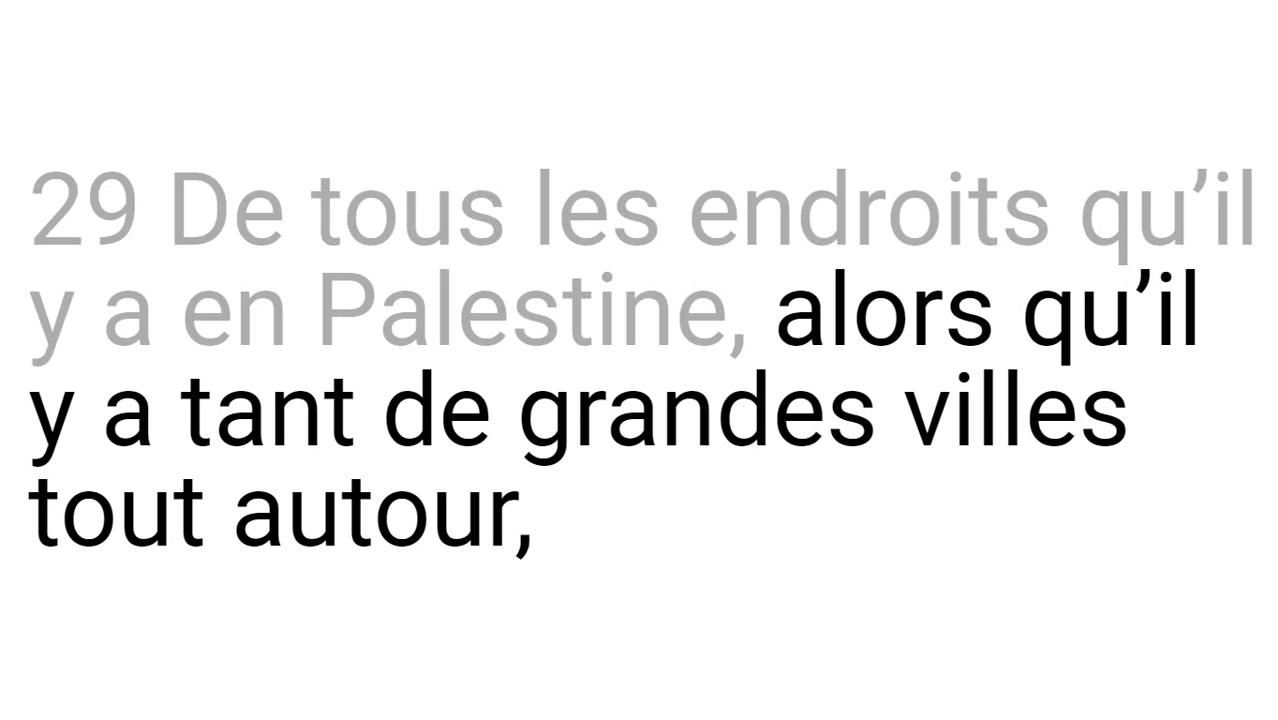 29 De tous les endroits qu’il
y a en Palestine, alors qu’il
y a tant de grandes villes
tout autour,